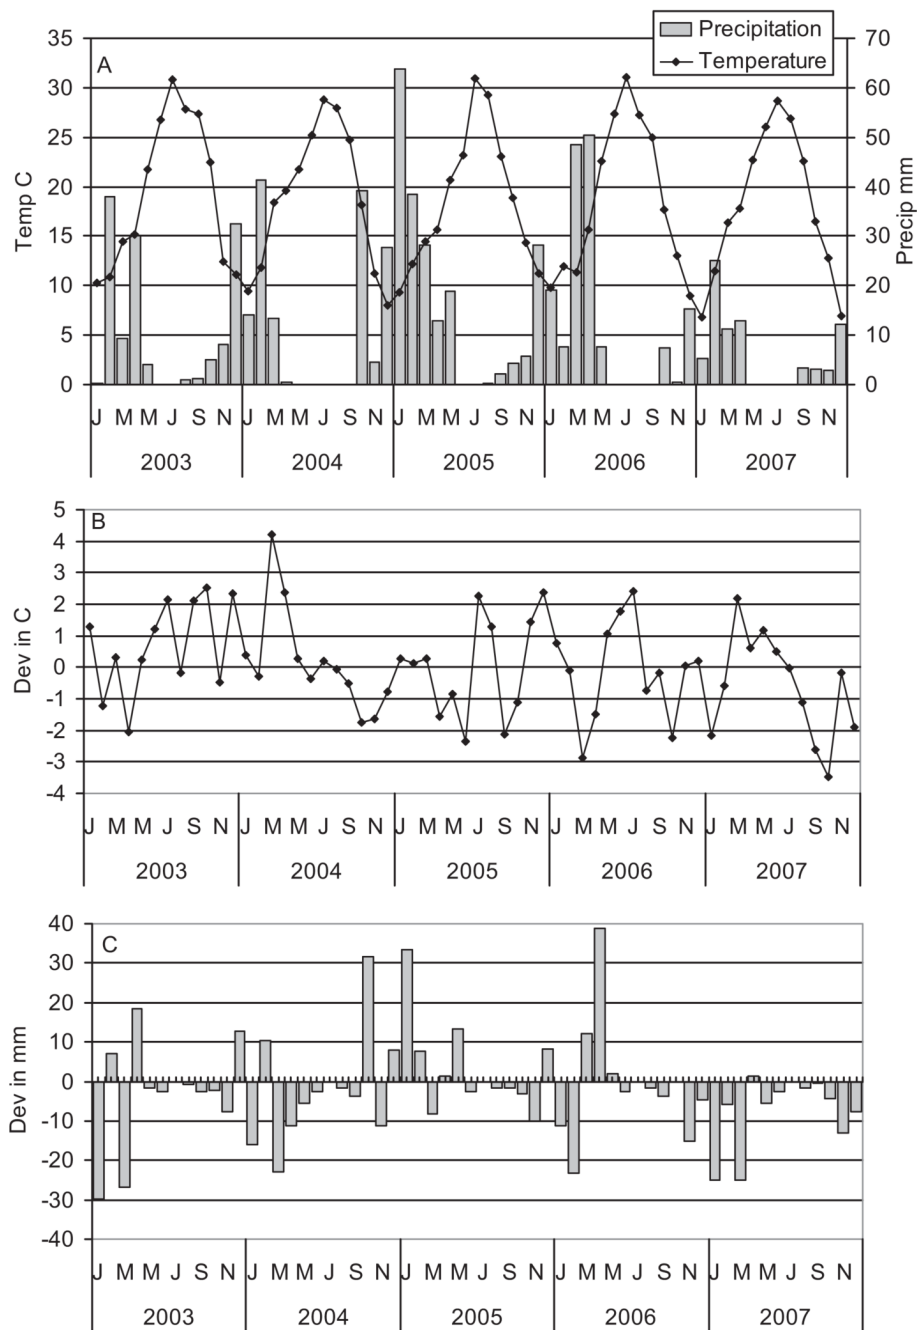 Precipitation
Temperature
A
Temp C
35
30
25
20
15
10
5
0
Precip mm
70
60
50
40
30
20
10
0
J M M J S N J M M J S N J M M J S N J M M J S N J M M J S N
2003 2004 2005 2006 2007
B
Dev in C
5
4
3
2
1
0
-1
-2
-3
-4
J M M J S N J M M J S N J M M J S N J M M J S N J M M J S N
2003 2004 2005 2006 2007
C
Dev in mm
40
30
20
10
0
-10
-20
-30
-40
J M M J S N J M M J S N J M M J S N J M M J S N J M M J S N
2003 2004 2005 2006 2007